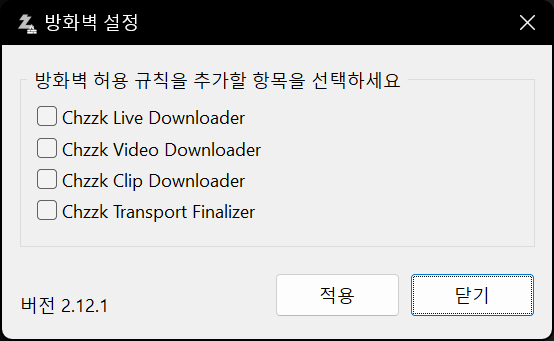 방화벽 설정
방화벽 허용 규칙을 추가할 항목을 선택하세요
Chzzk Live Downloader
Chzzk Video Downloader
Chzzk Clip Downloader
Chzzk Transport Finalizer
버전 2.12.1
적용
닫기